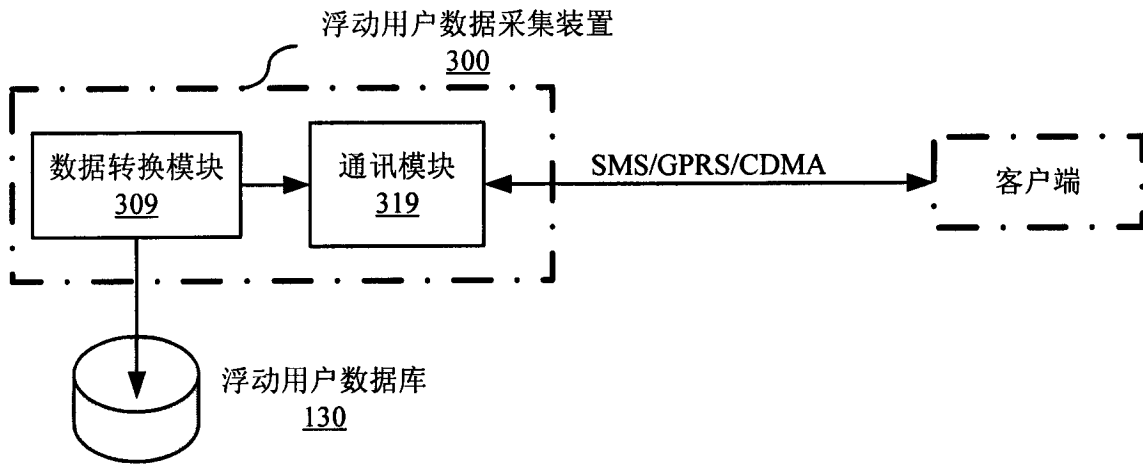 浮动用户数据采集装置
300
数据转换模块
309
通讯模块
319
SMS/GPRS/CDMA
客户端
浮动用户数据库
130